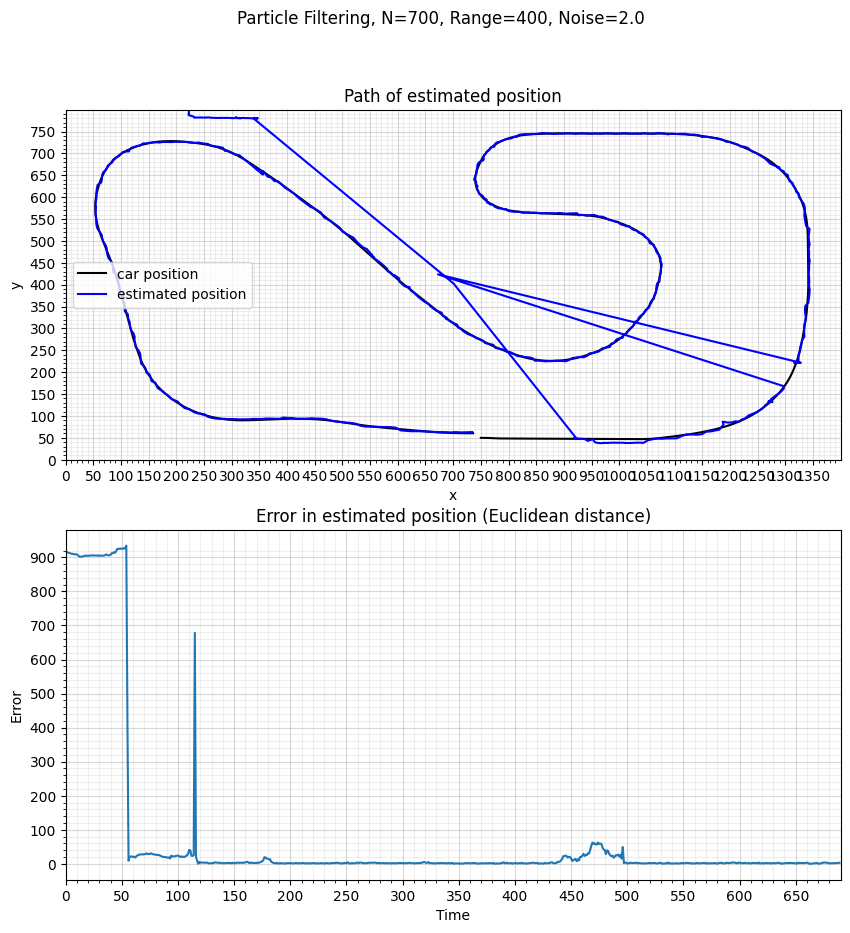 Particle Filtering, N=700, Range=400, Noise=2.0
Path of estimated position
750
700
650
600
550
500
450
400
350
300
250
200
150
100
50
0
y
car position
estimated position
0 50 100 150 200 250 300 350 400 450 500 550 600 650 700 750 800 850 900 950 1000 1050 1100 1150 1200 1250 1300 1350
x
Error in estimated position (Euclidean distance)
900
800
700
600
500
400
300
200
100
0
Error
0 50 100 150 200 250 300 350 400 450 500 550 600 650
Time